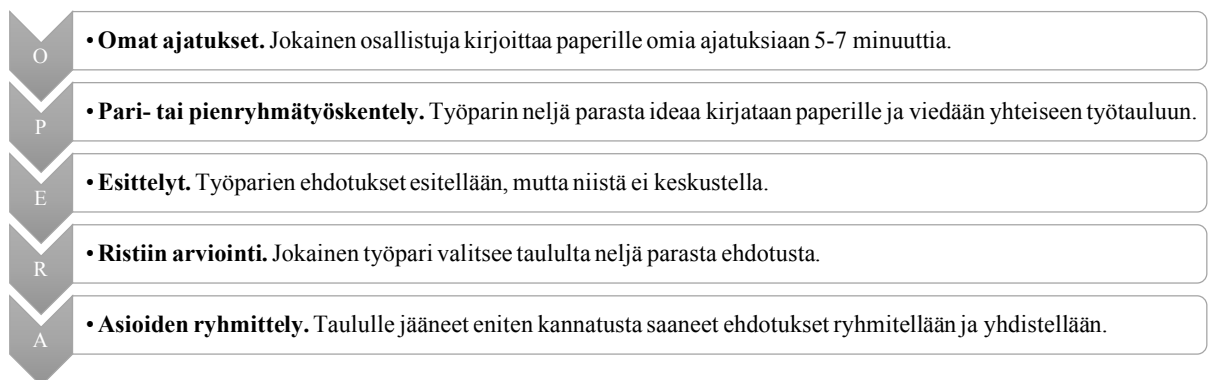 O
• Omat ajatukset. Jokainen osallistuja kirjoittaa paperille omia ajatuksiaan 5-7 minuuttia.
P
• Pari- tai pienryhmätyöskentely. Työparin neljä parasta ideaa kirjataan paperille ja viedään yhteiseen työtauluun.
E
• Esittelyt. Työparien ehdotukset esitellään, mutta niistä ei keskustella.
R
• Ristiin arviointi. Jokainen työpari valitsee taululta neljä parasta ehdotusta.
A
• Asioiden ryhmittely. Taululle jääneet eniten kannatusta saaneet ehdotukset ryhmitellään ja yhdistellään.